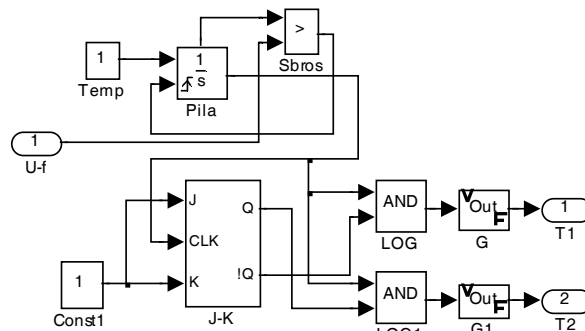 1
Temp
1
s
Pila
>
Sbros
1
U-f
J
CLK
K
Q
!Q
J-K
1
Const1
AND
LOG
AND
LOG1
V
Out
F
G
V
Out
F
G1
1
T1
2
T2